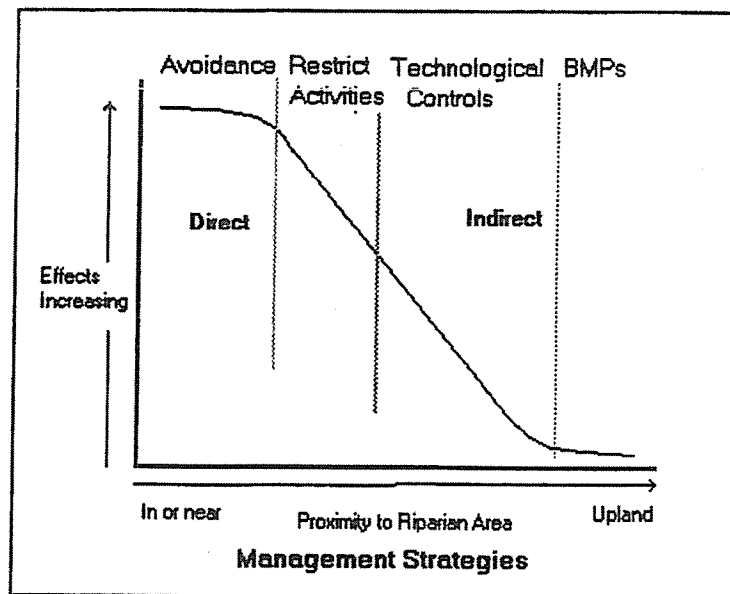 Avoidance Restrict Technological BMPs
Activities Controls
Direct Indirect
Effects
Increasing
In or near Proximity to Riparian Area Upland
Management Strategies